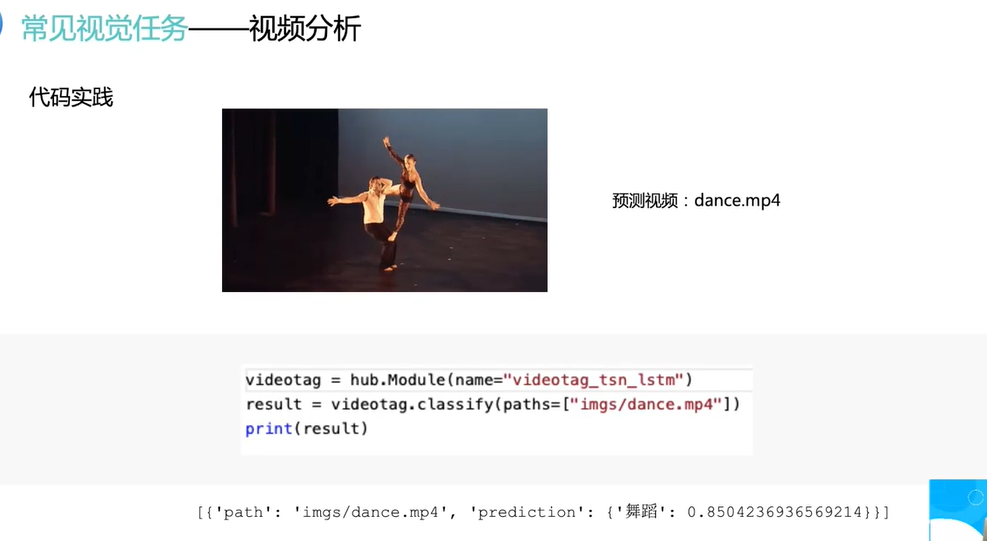 常见视觉任务——视频分析
代码实践
预测视频：dance.mp4
videotag = hub.Module(name="videotag_tsn_lstm")
result = videotag.classify(paths=["imgs/dance.mp4"])
print(result)
[{'path': 'imgs/dance.mp4', 'prediction': {'舞蹈': 0.8504236936569214}}]